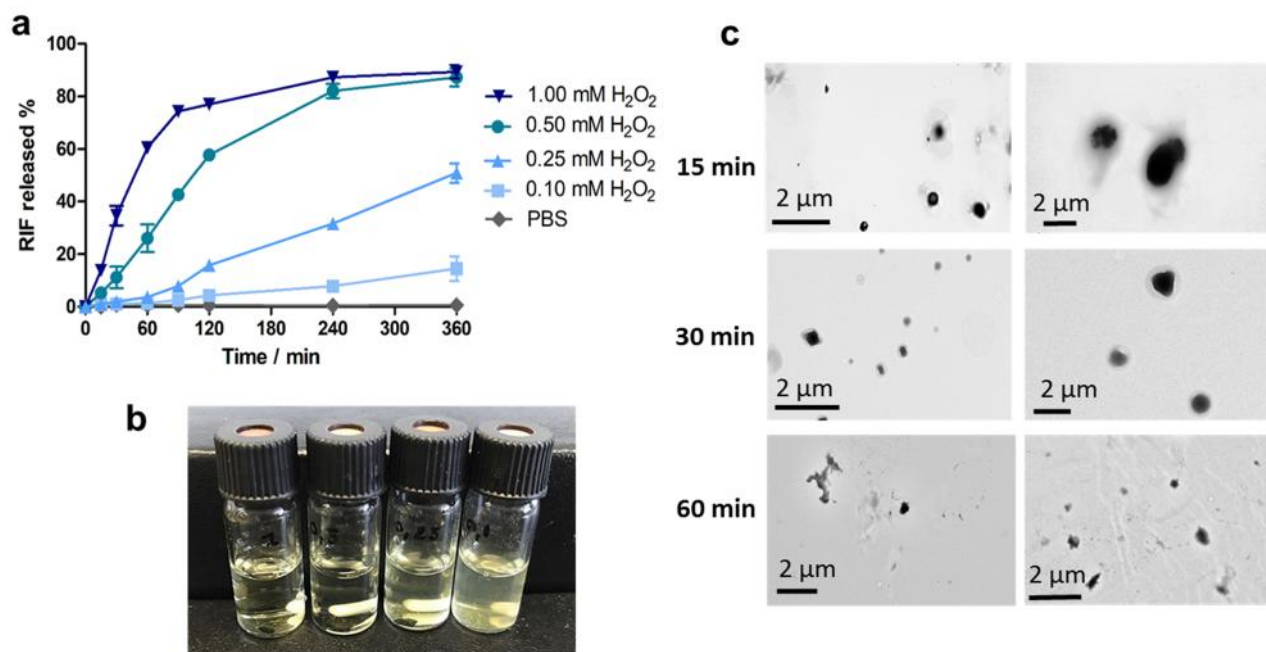 a
RIF released %
100
80
60
40
20
0
0 60 120 180 240 300 360
Time / min
1.00 mM H₂O₂
0.50 mM H₂O₂
0.25 mM H₂O₂
0.10 mM H₂O₂
PBS
b
0,25
c
15 min
2 μm
2 μm
30 min
2 μm
2 μm
60 min
2 μm
2 μm